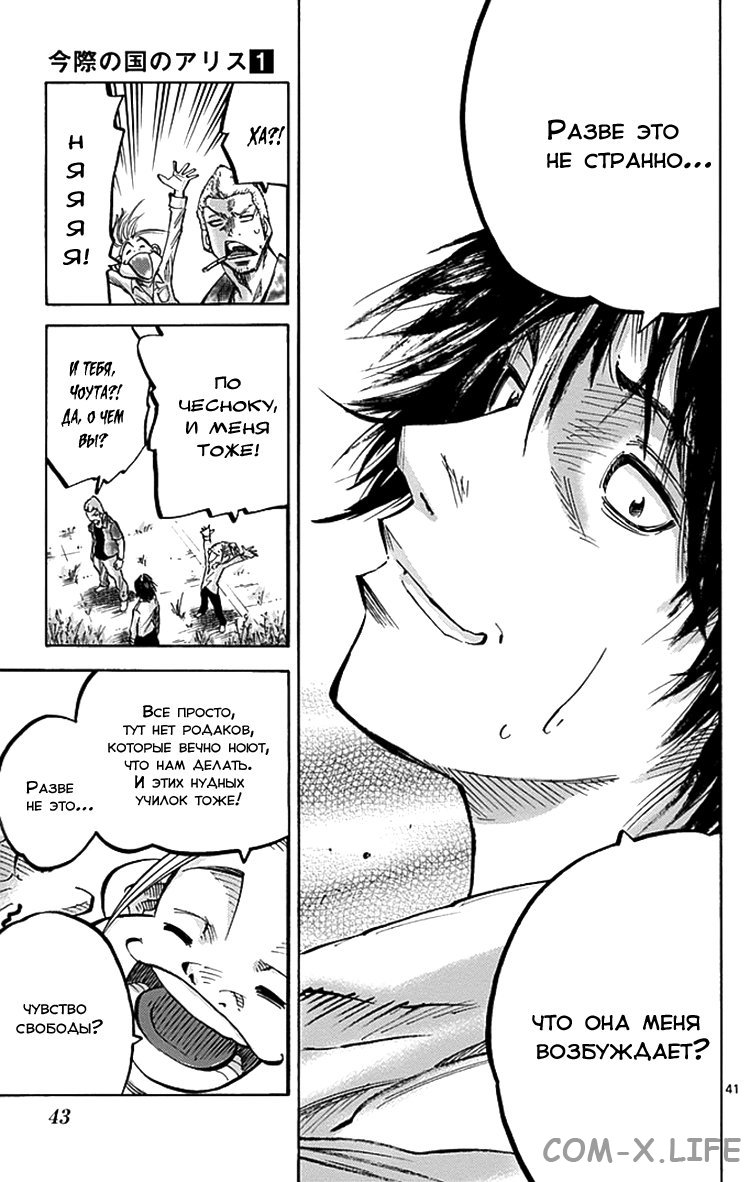 今際の国のアリス1
Разве это
не странно...
что она меня
возбуждает?
ХА?!
Н
Я
Я
Я
Я!
По
чесноку,
и меня
тоже!
И тебя,
Чоута?!
Да, о чем
вы?
Все просто,
тут нет родаков,
которые вечно ноют,
что нам делать.
И этих нудных
училок тоже!
Разве
не это...
чувство
свободы?
43
41
COM-X.LIFE